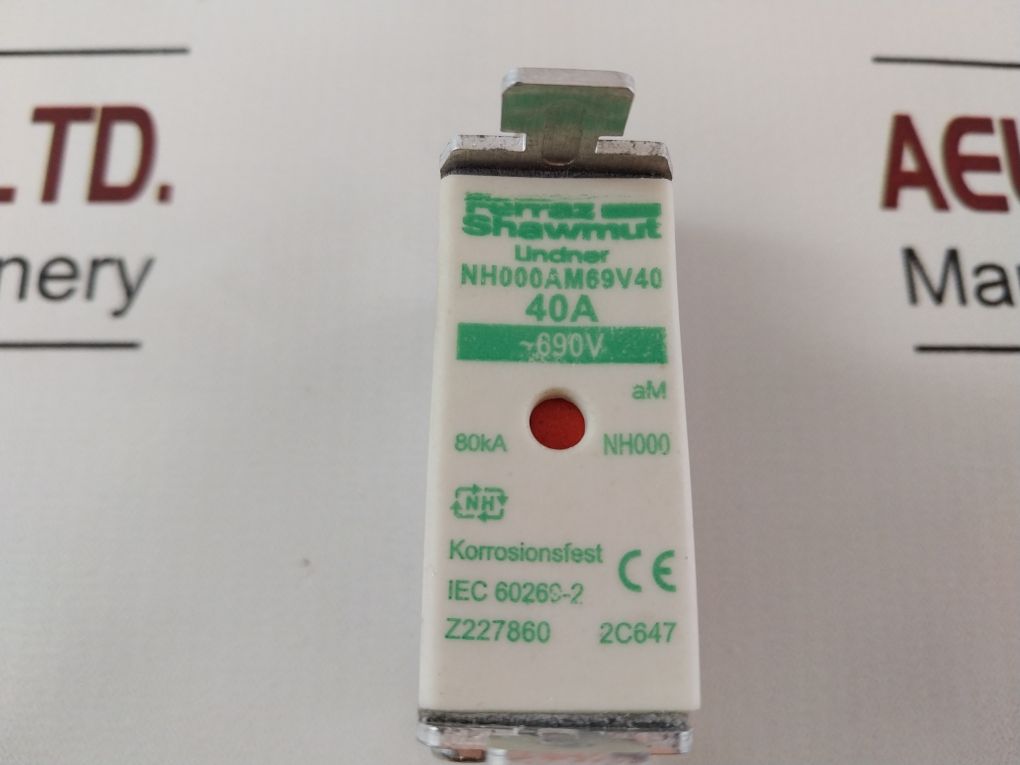 LTD.
nery
AEU
Ma
Ferraz
Shawmut
Lindner
NH000AM69V40
40A
~690V
aM
80kA NH000
NH
Korrosionsfest
CE
IEC 60269-2
Z227860 2C647